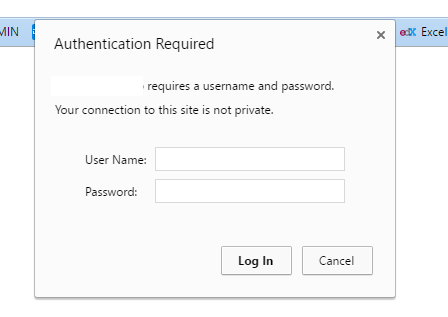 MIN
edX Excel
Authentication Required
requires a username and password.
Your connection to this site is not private.
User Name:
Password:
Log In
Cancel